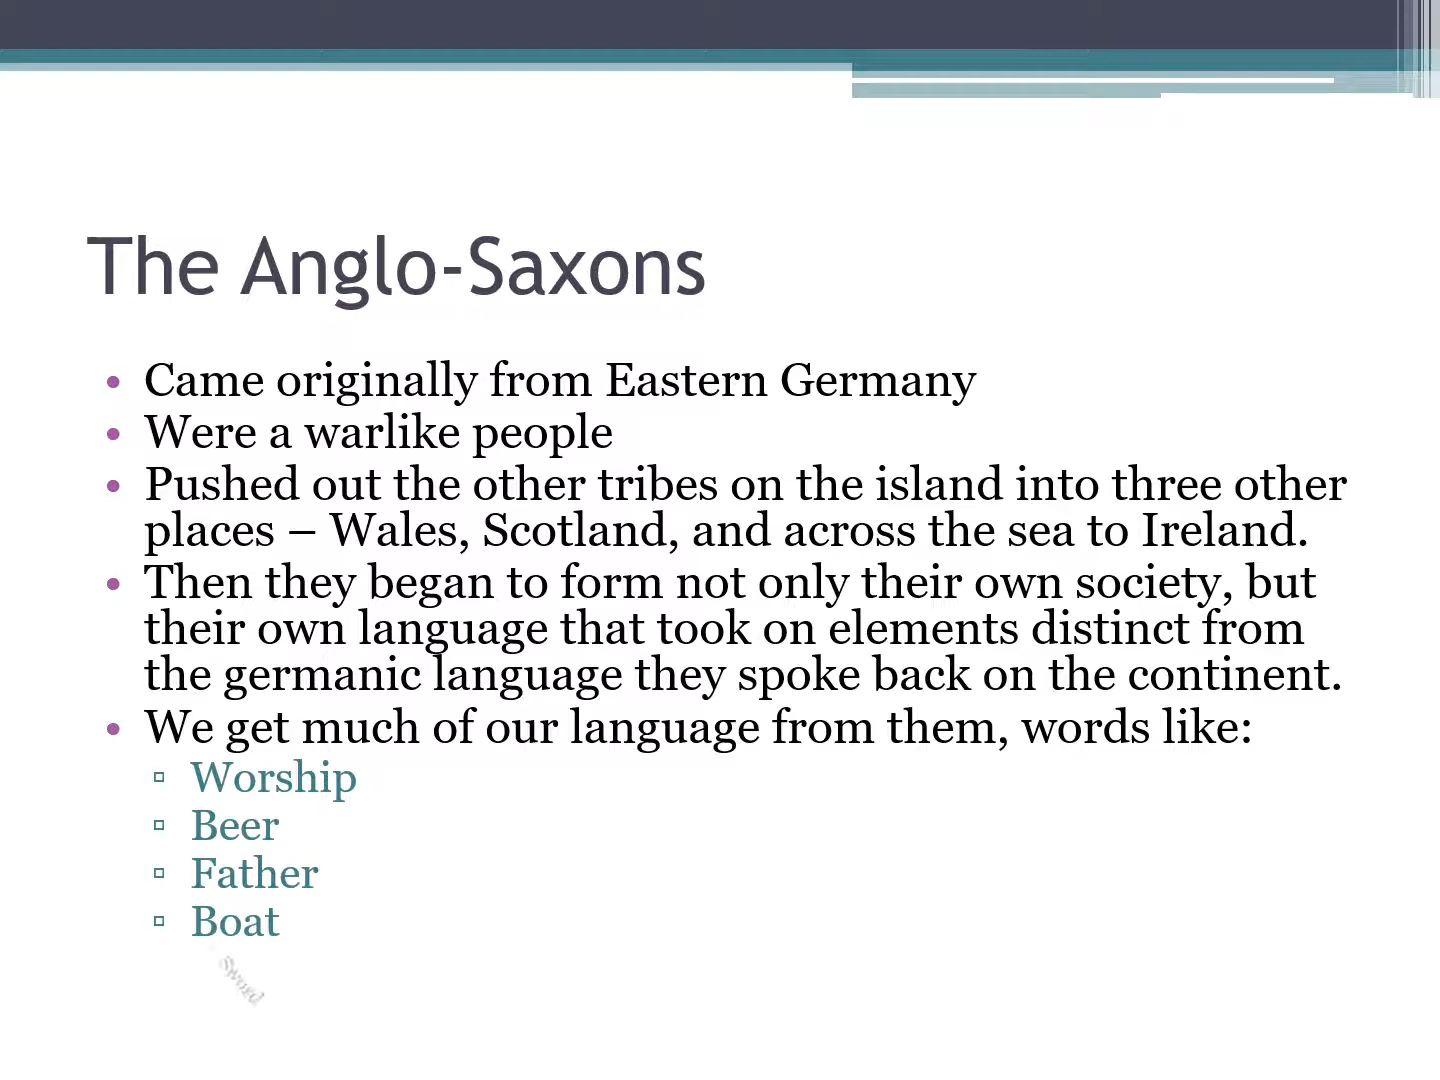 The Anglo-Saxons
• Came originally from Eastern Germany
• Were a warlike people
• Pushed out the other tribes on the island into three other
places – Wales, Scotland, and across the sea to Ireland.
• Then they began to form not only their own society, but
their own language that took on elements distinct from
the germanic language they spoke back on the continent.
• We get much of our language from them, words like:
▫ Worship
▫ Beer
▫ Father
▫ Boat
Sword